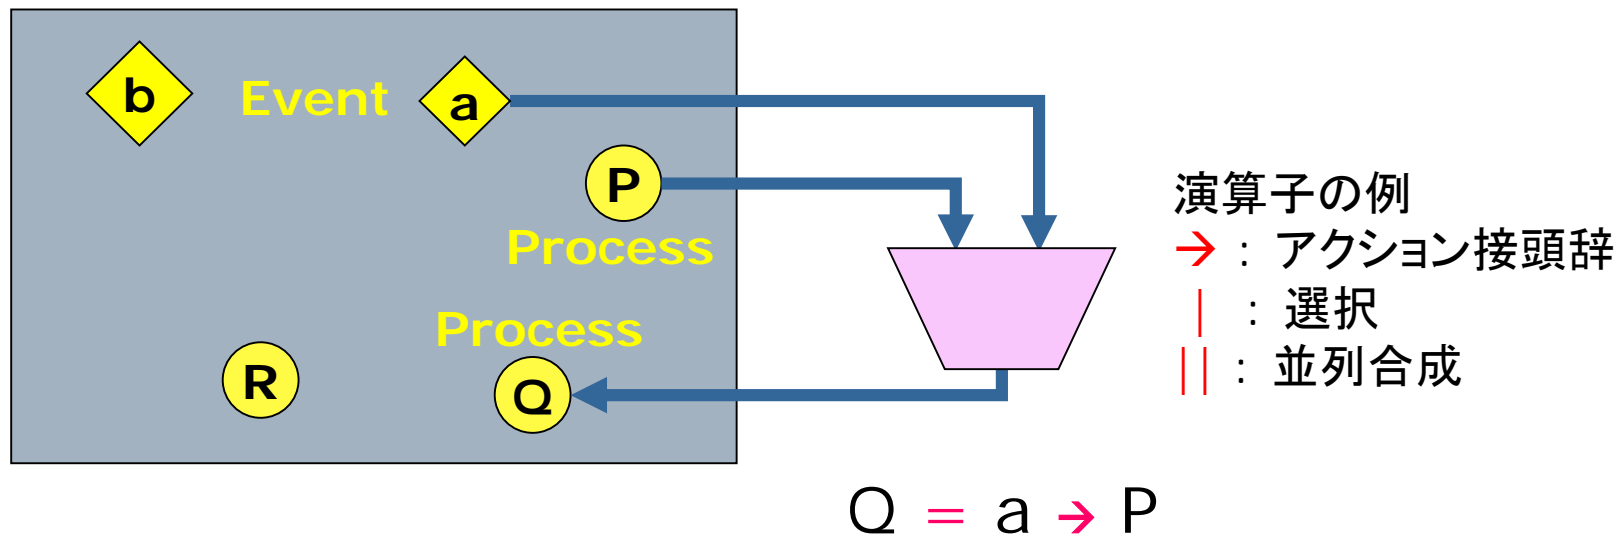 b
Event
a
P
Process
Process
R
Q
演算子の例
→ : アクション接頭辞
| : 選択
|| : 並列合成
Q = a → P